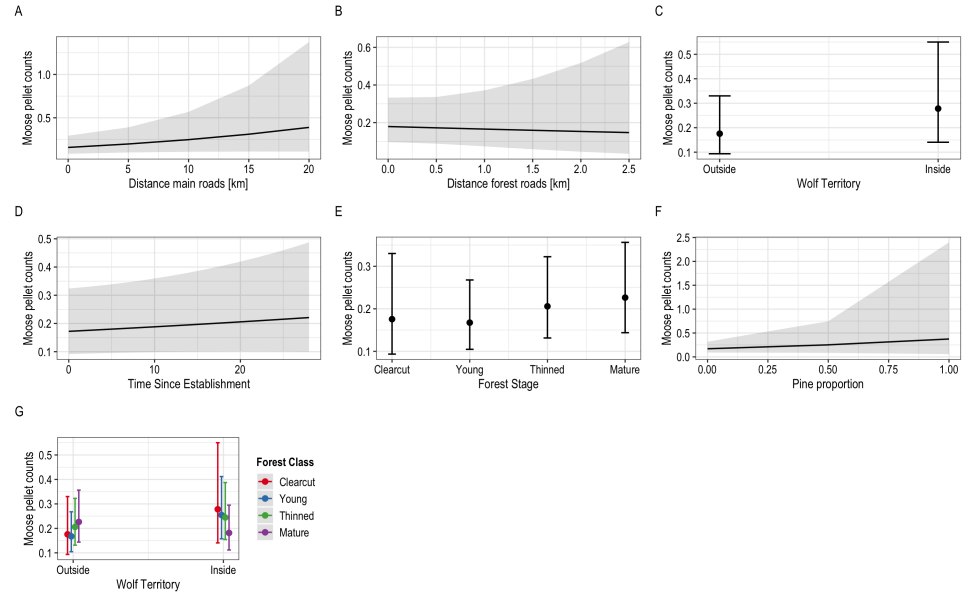 A
B
C
Moose pellet counts
1.0
0.5
0
5
10
15
20
Distance main roads [km]
Moose pellet counts
0.6
0.4
0.2
0.0
0.5
1.0
1.5
2.0
2.5
Distance forest roads [km]
Moose pellet counts
0.5
0.4
0.3
0.2
0.1
Outside
Inside
Wolf Territory
D
E
F
Moose pellet counts
0.5
0.4
0.3
0.2
0.1
0
10
20
Time Since Establishment
Moose pellet counts
0.3
0.2
0.1
Clearcut
Young
Thinned
Mature
Forest Stage
Moose pellet counts
2.5
2.0
1.5
1.0
0.5
0.0
0.00
0.25
0.50
0.75
1.00
Pine proportion
G
Moose pellet counts
0.5
0.4
0.3
0.2
0.1
Outside
Inside
Wolf Territory
Forest Class
Clearcut
Young
Thinned
Mature